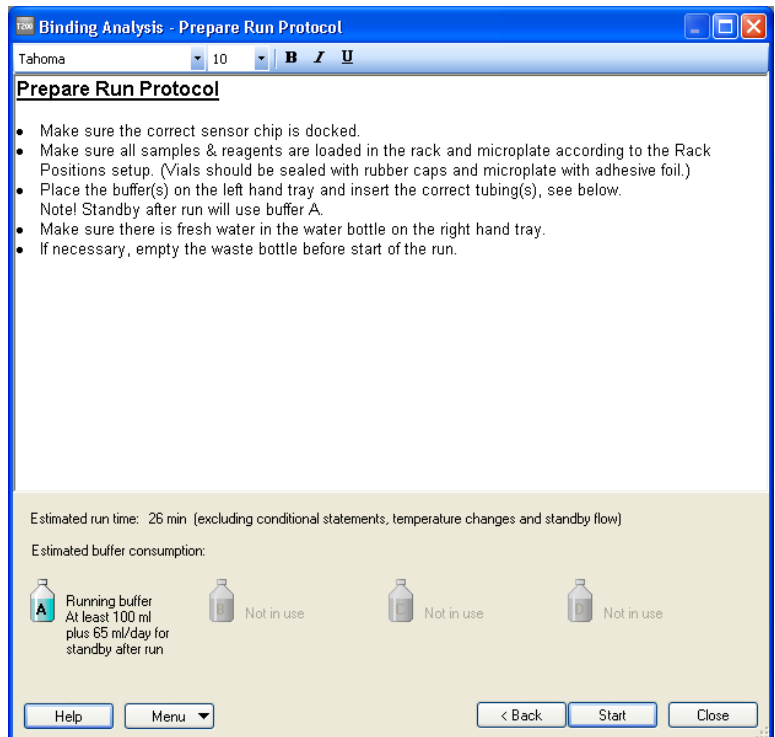 T200 Binding Analysis - Prepare Run Protocol
Tahoma 10 B I U
Prepare Run Protocol
• Make sure the correct sensor chip is docked.
• Make sure all samples & reagents are loaded in the rack and microplate according to the Rack
Positions setup. (Vials should be sealed with rubber caps and microplate with adhesive foil.)
• Place the buffer(s) on the left hand tray and insert the correct tubing(s), see below.
Note! Standby after run will use buffer A.
• Make sure there is fresh water in the water bottle on the right hand tray.
• If necessary, empty the waste bottle before start of the run.
Estimated run time: 26 min (excluding conditional statements, temperature changes and standby flow)
Estimated buffer consumption:
A
Running buffer
At least 100 ml
plus 65 ml/day for
standby after run
B Not in use
C Not in use
D Not in use
Help Menu < Back Start Close